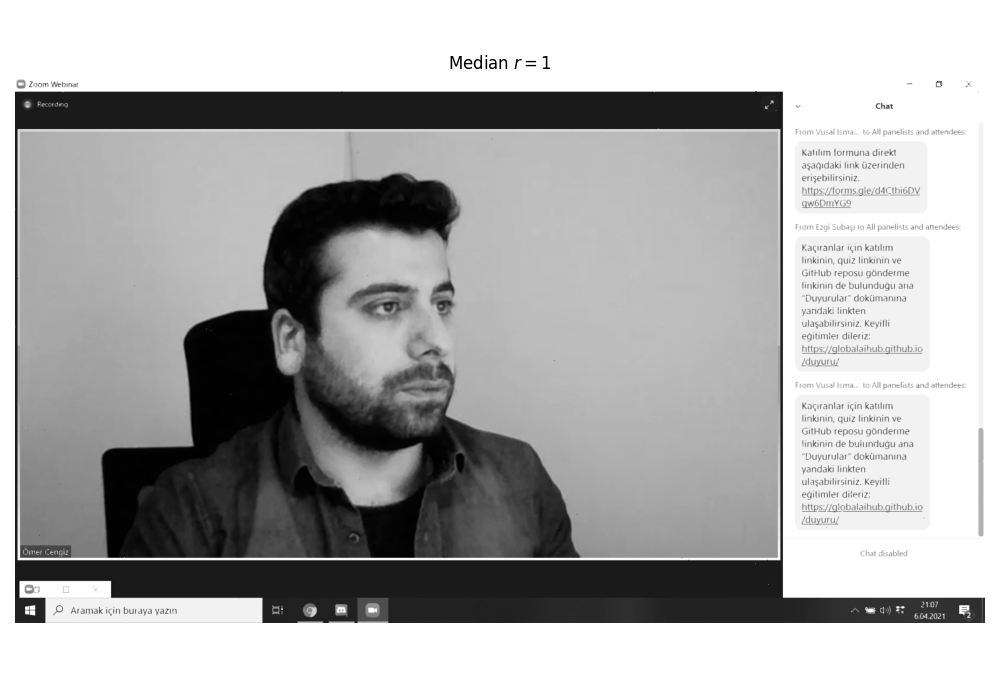 Median r = 1
Zoom Webinar
Recording
Chat
From Vusal Isma... to All panelists and attendees:
Katılım formuna direkt
aşağıdaki link üzerinden
erişebilirsiniz.
https://forms.gle/d4Cthi6DV
qw6DmYG9
From Ezgi Subaşı to All panelists and attendees:
Kaçıranlar için katılım
linkinin, quiz linkinin ve
GitHub reposu gönderme
linkinin de bulunduğu ana
"Duyurular" dokümanına
yandaki linkten
ulaşabilirsiniz. Keyifli
eğitimler dileriz:
https://globalaihub.github.io
/duyuru/
From Vusal Isma... to All panelists and attendees:
Kaçıranlar için katılım
linkinin, quiz linkinin ve
GitHub reposu gönderme
linkinin de bulunduğu ana
"Duyurular" dokümanına
yandaki linkten
ulaşabilirsiniz. Keyifli
eğitimler dileriz:
https://globalaihub.github.io
/duyuru/
Ömer Cengiz
Chat disabled
Aramak için buraya yazın
21:07
6.04.2021
2